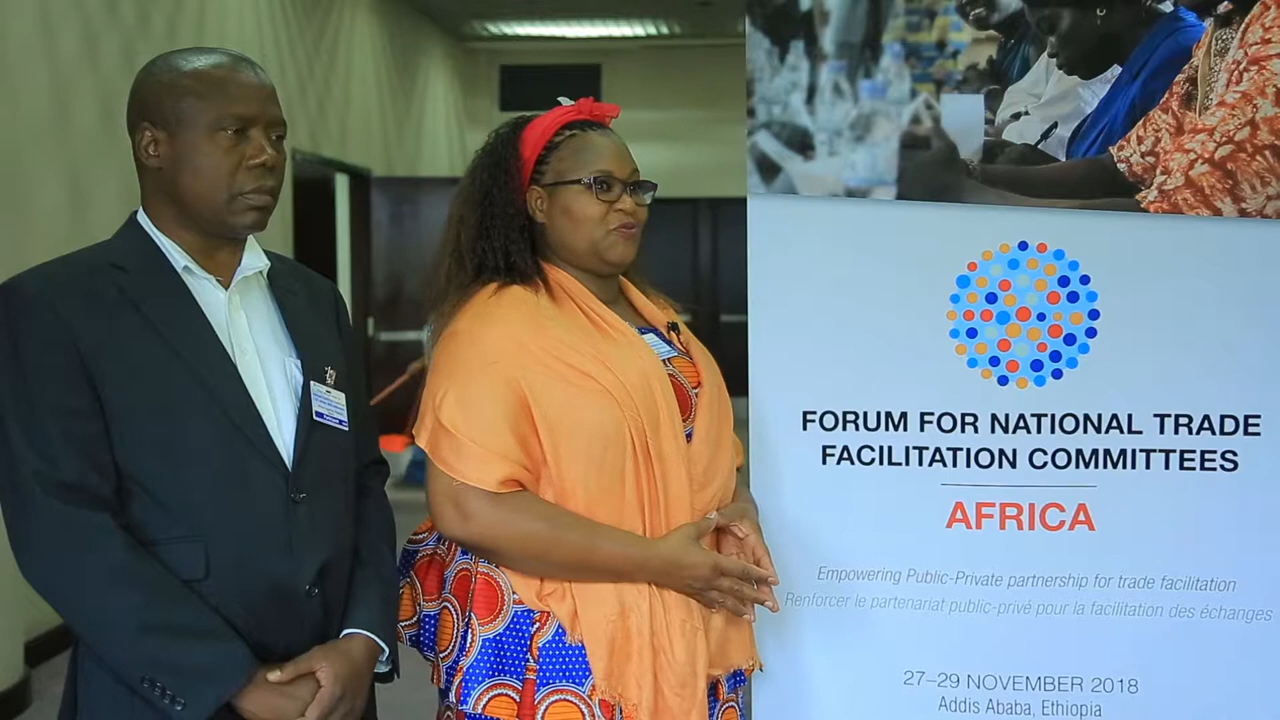 FORUM FOR NATIONAL TRADE
FACILITATION COMMITTEES
AFRICA
Empowering Public-Private partnership for trade facilitation
Renforcer le partenariat public-privé pour la facilitation des échanges
27–29 NOVEMBER 2018
Addis Ababa, Ethiopia